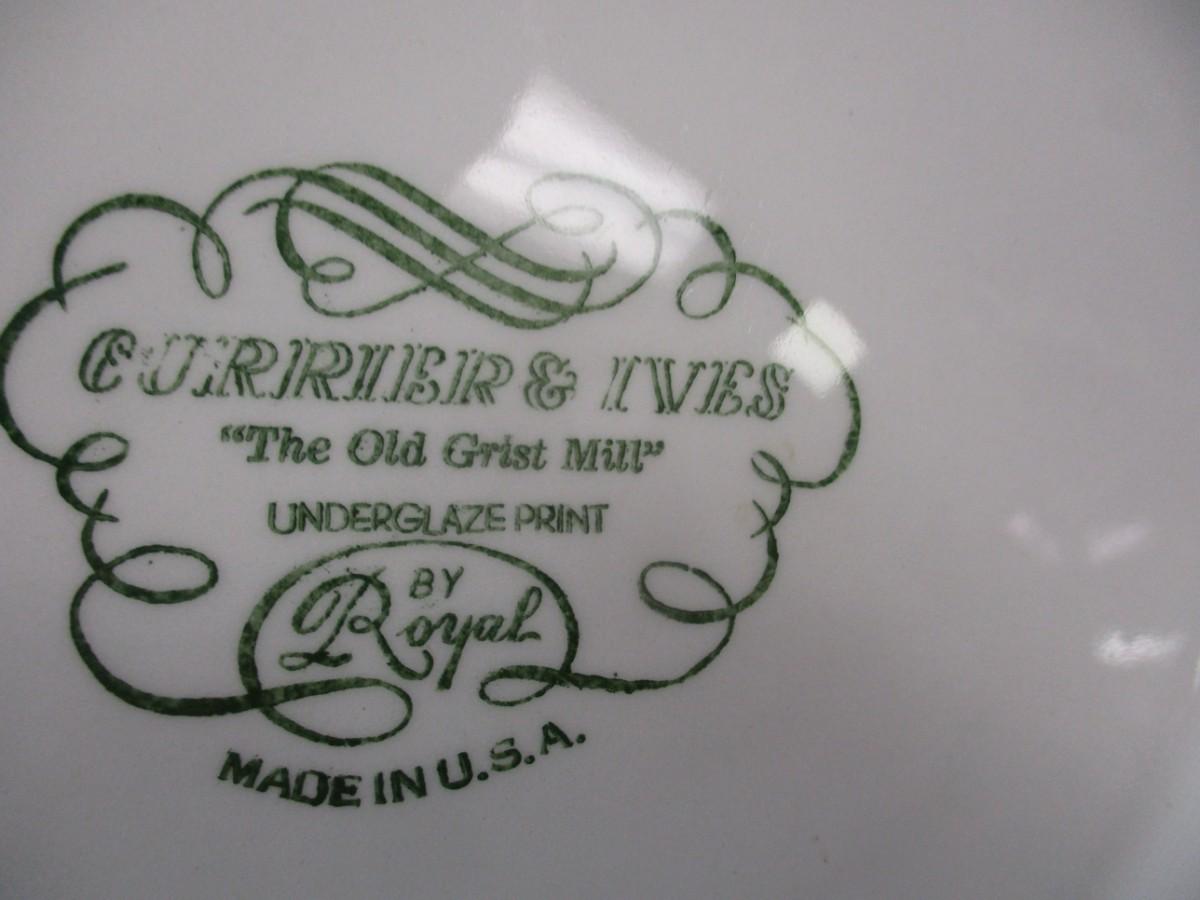 CURRIER & IVES
“The Old Grist Mill”
UNDERGLAZE PRINT
BY
Royal
MADE IN U.S.A.